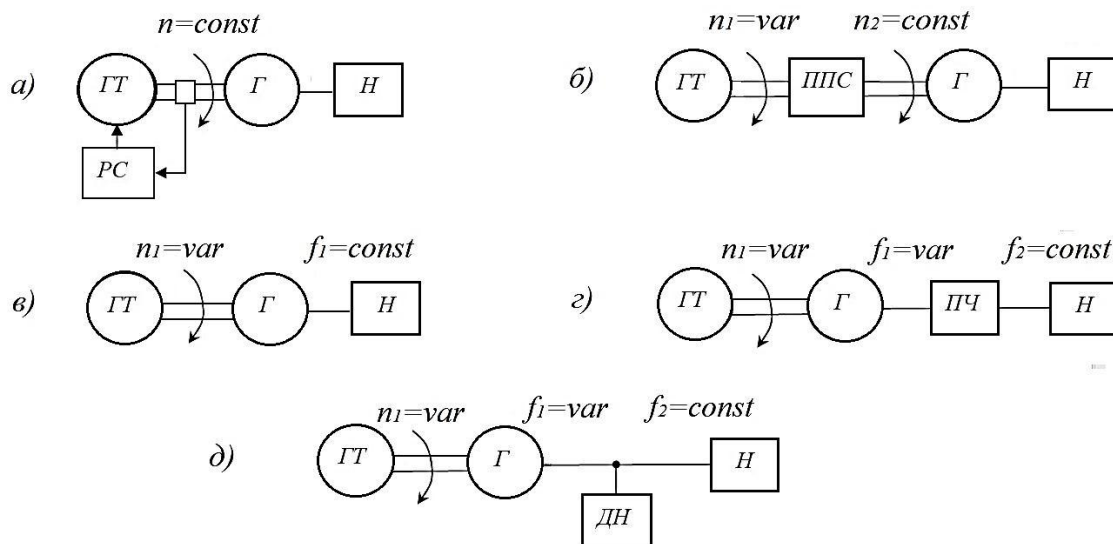 n=const
а) ГТ Г Н
РС
n₁=var n₂=const
б) ГТ ППС Г Н
n₁=var f₁=const
в) ГТ Г Н
n₁=var f₁=var f₂=const
г) ГТ Г ПЧ Н
n₁=var f₁=var f₂=const
д) ГТ Г Н
ДН